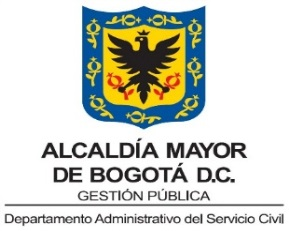 ALCALDÍA MAYOR
DE BOGOTÁ D.C.
GESTIÓN PÚBLICA
Departamento Administrativo del Servicio Civil